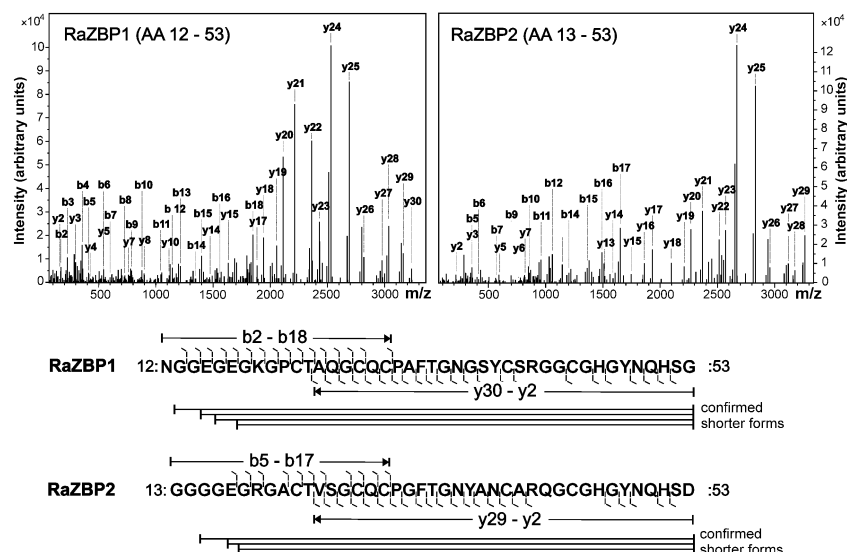 ×10⁴
RaZBP1 (AA 12 - 53)
Intensity (arbitrary units)
10
9
8
7
6
5
4
3
2
1
0
500 1000 1500 2000 2500 3000 m/z
y2
b2
b3
y3
b4
b5
y4
b6
y5
b7
b8
b9
y7
b10
y8
b11
y10
b 12
b13
b14
b15
y14
b16
y15
b18
y17
y18
y19
y20
y21
y22
y23
y24
y25
y26
y27
y28
y29
y30
×10⁴
RaZBP2 (AA 13 - 53)
Intensity (arbitrary units)
12
11
10
9
8
7
6
5
4
3
2
1
0
500 1000 1500 2000 2500 3000 m/z
y2
b5
y3
b6
b7
y5
b9
y6
y7
b10
b11
b12
b14
b15
b16
y13
y14
b17
y15
y16
y17
y18
y19
y20
y21
y22
y23
y24
y25
y26
y27
y28
y29
b2 - b18
RaZBP1 12: NGGEGEGKGPCTAQGCQCPAFTGNGSYCSRGGCGHGYNQHSG :53
y30 - y2
confirmed
shorter forms
b5 - b17
RaZBP2 13: GGGGEGRGACTVSGCQCPGFTGNYANCARQGCGHGYNQHSD :53
y29 - y2
confirmed
shorter forms